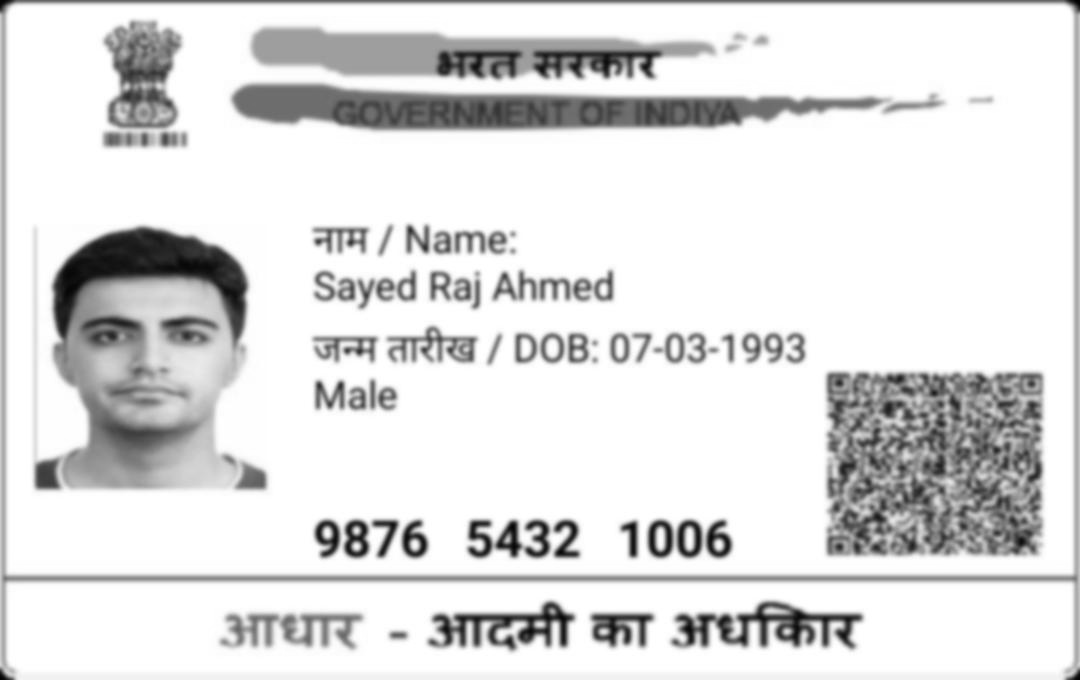 भरत सरकार
GOVERNMENT OF INDIYA
नाम / Name:
Sayed Raj Ahmed
जन्म तारीख / DOB: 07-03-1993
Male
9876 5432 1006
आधार - आदमी का अधकिार